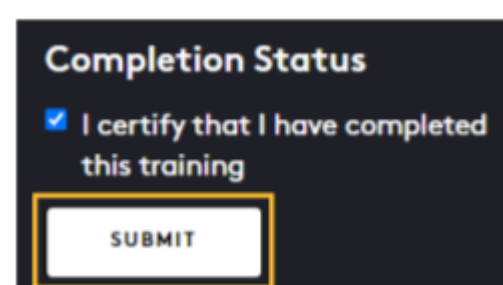 Completion Status
I certify that I have completed
this training
SUBMIT